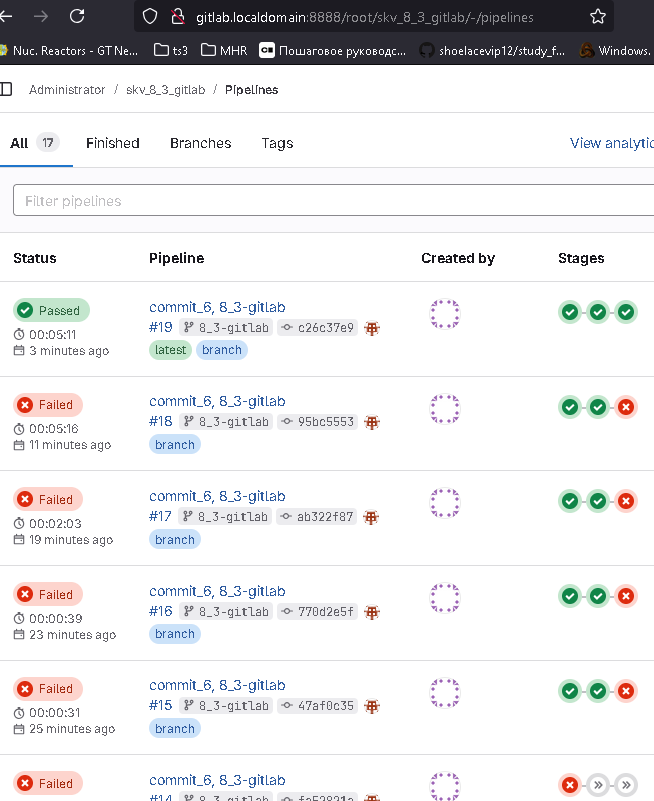 gitlab.localdomain:8888/root/skv_8_3_gitlab/-/pipelines
Nuc. Reactors - GT Ne... ts3 MHR Пошаговое руководс... shoelacevip12/study_f... Windows.
Administrator / skv_8_3_gitlab / Pipelines
All 17 Finished Branches Tags View analytic
Filter pipelines
Status Pipeline Created by Stages
Passed
00:05:11
3 minutes ago
commit_6, 8_3-gitlab
#19 8_3-gitlab c26c37e9
latest branch
Failed
00:05:16
11 minutes ago
commit_6, 8_3-gitlab
#18 8_3-gitlab 95bc5553
branch
Failed
00:02:03
19 minutes ago
commit_6, 8_3-gitlab
#17 8_3-gitlab ab322f87
branch
Failed
00:00:39
23 minutes ago
commit_6, 8_3-gitlab
#16 8_3-gitlab 770d2e5f
branch
Failed
00:00:31
25 minutes ago
commit_6, 8_3-gitlab
#15 8_3-gitlab 47af0c35
branch
Failed
commit_6, 8_3-gitlab
#14 8_3-gitlab